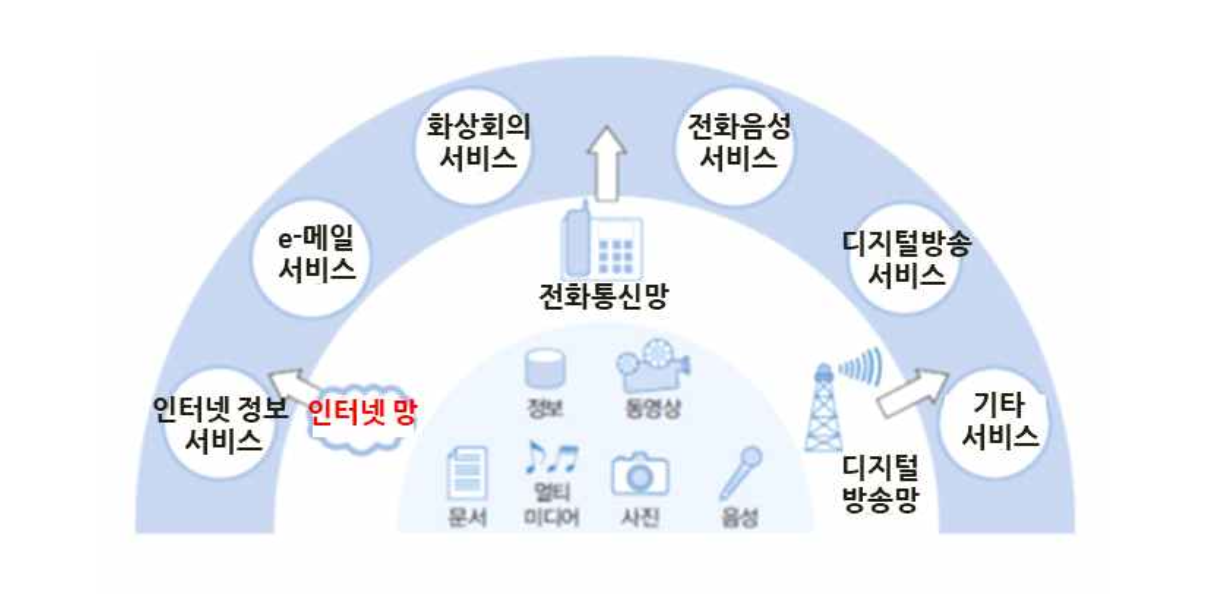 화상회의
서비스
전화음성
서비스
e-메일
서비스
디지털방송
서비스
전화통신망
인터넷 정보
서비스
인터넷 망
정보
동영상
기타
서비스
디지털
방송망
문서
멀티
미디어
사진
음성